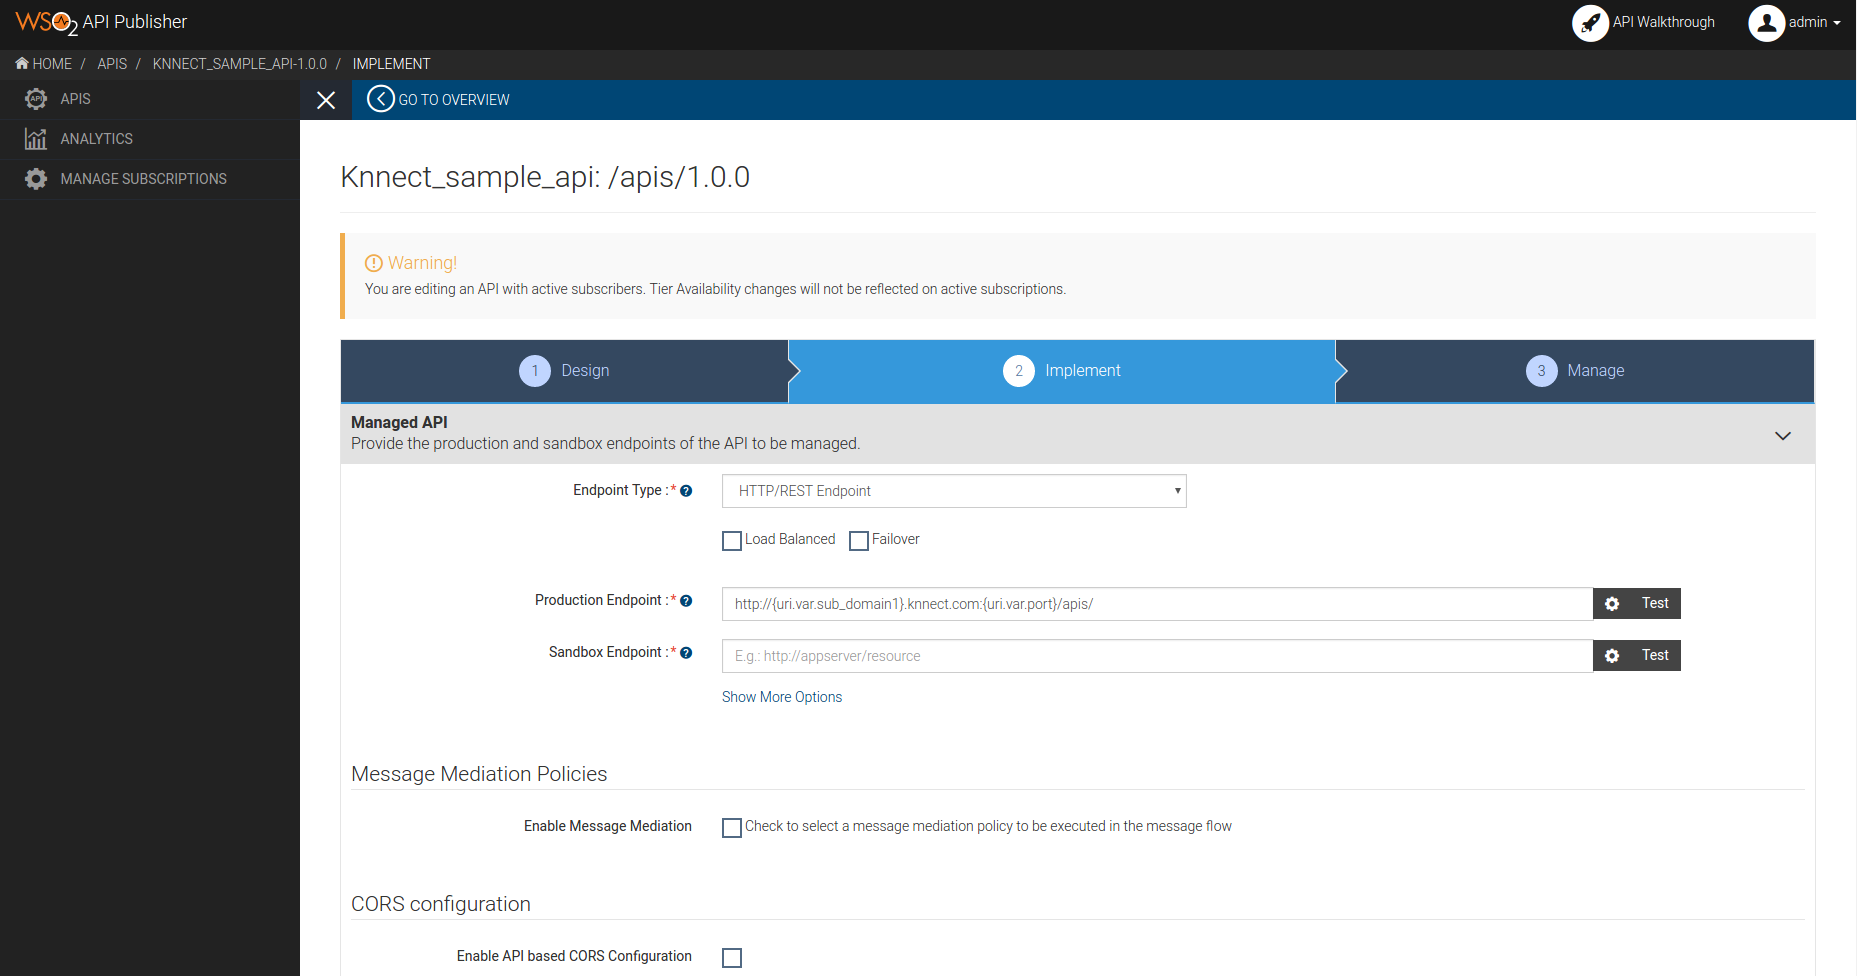 WSO2 API Publisher
API Walkthrough
admin
HOME / APIS / KNNECT_SAMPLE_API-1.0.0 / IMPLEMENT
API APIS
ANALYTICS
MANAGE SUBSCRIPTIONS
GO TO OVERVIEW
Knnect_sample_api: /apis/1.0.0
Warning!
You are editing an API with active subscribers. Tier Availability changes will not be reflected on active subscriptions.
1 Design
2 Implement
3 Manage
Managed API
Provide the production and sandbox endpoints of the API to be managed.
Endpoint Type :* ?
HTTP/REST Endpoint
Load Balanced
Failover
Production Endpoint :* ?
http://{uri.var.sub_domain1}.knnect.com:{uri.var.port}/apis/
Test
Sandbox Endpoint :* ?
E.g.: http://appserver/resource
Test
Show More Options
Message Mediation Policies
Enable Message Mediation
Check to select a message mediation policy to be executed in the message flow
CORS configuration
Enable API based CORS Configuration